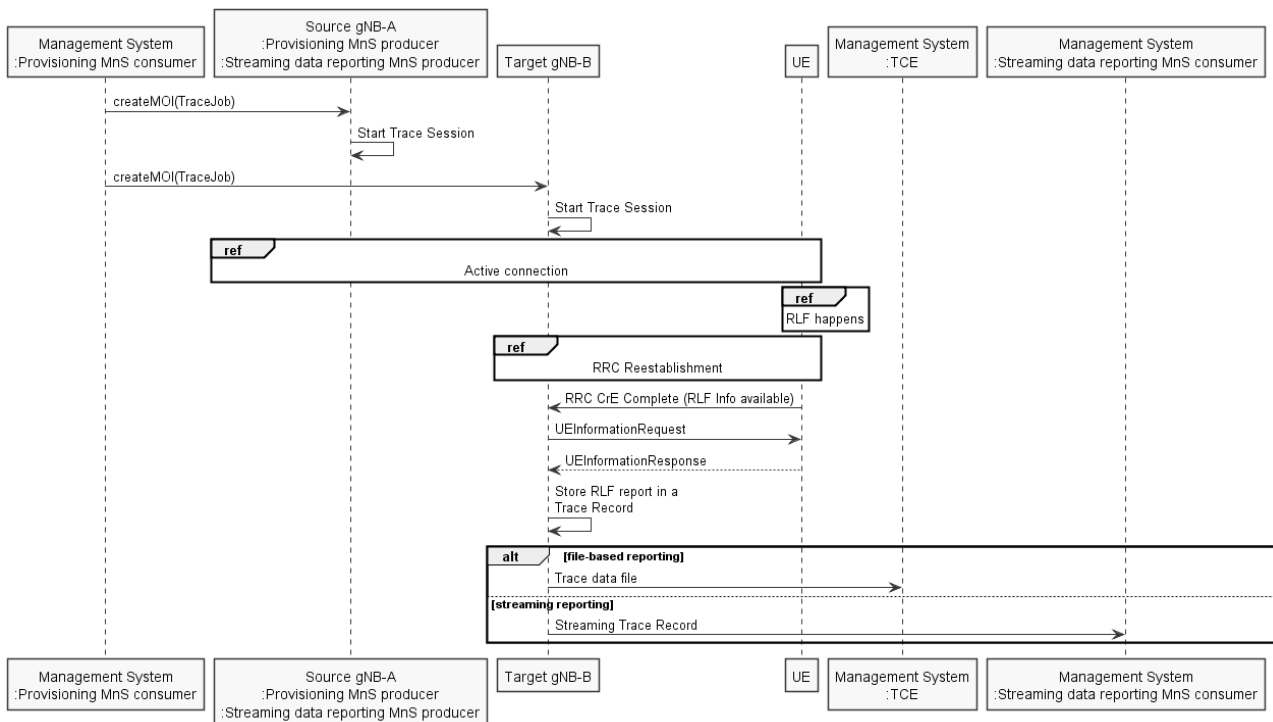 Management System
:Provisioning MnS consumer
Source gNB-A
:Provisioning MnS producer
:Streaming data reporting MnS producer
Target gNB-B
UE
Management System
:TCE
Management System
:Streaming data reporting MnS consumer
createMOI(TraceJob)
Start Trace Session
createMOI(TraceJob)
Start Trace Session
ref
Active connection
ref
RLF happens
ref
RRC Reestablishment
RRC CrE Complete (RLF Info available)
UEInformationRequest
UEInformationResponse
Store RLF report in a
Trace Record
alt
[file-based reporting]
Trace data file
[streaming reporting]
Streaming Trace Record
Management System
:Provisioning MnS consumer
Source gNB-A
:Provisioning MnS producer
:Streaming data reporting MnS producer
Target gNB-B
UE
Management System
:TCE
Management System
:Streaming data reporting MnS consumer